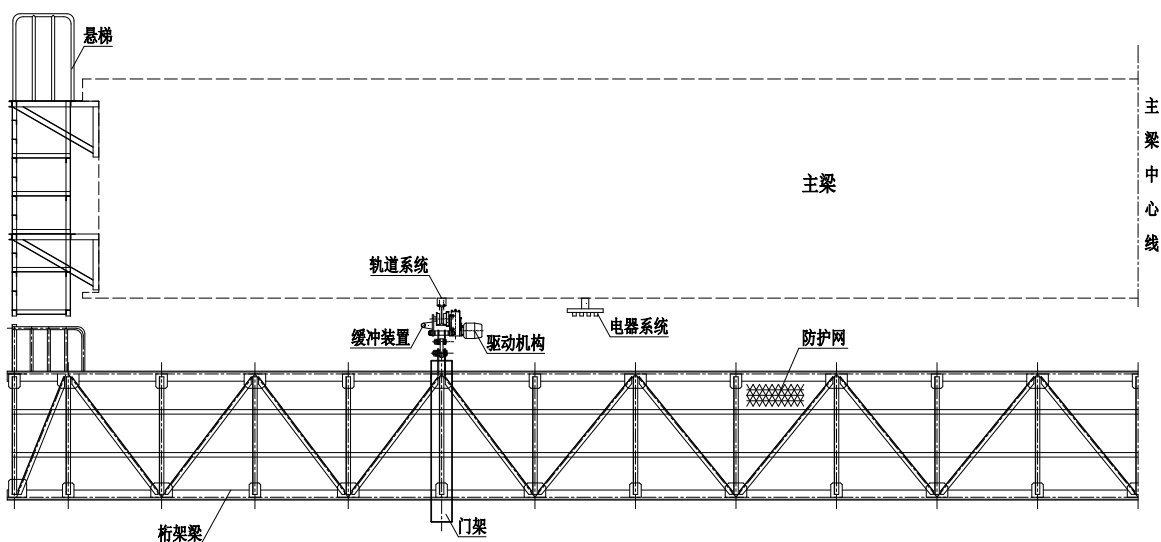 悬梯
主梁中心线
主梁
轨道系统
电器系统
缓冲装置
驱动机构
防护网
桁架梁
门架